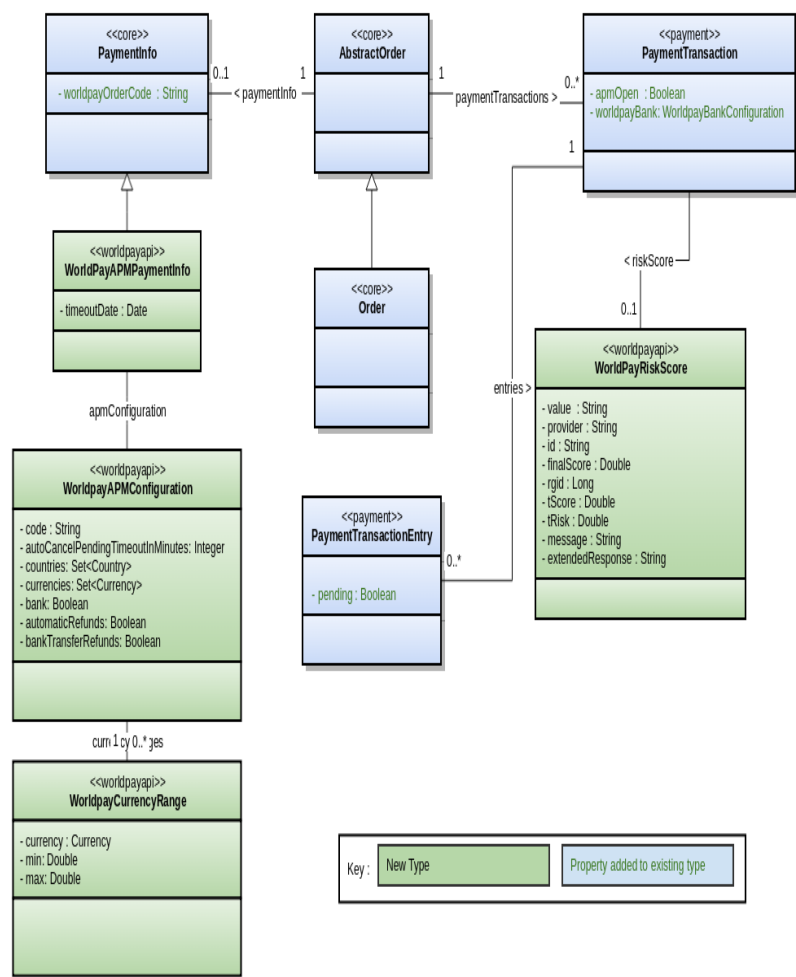 <<core>>
PaymentInfo
- worldpayOrderCode : String
0..1
< paymentInfo
1
<<core>>
AbstractOrder
1
paymentTransactions >
0..*
<<payment>>
PaymentTransaction
- apmOpen : Boolean
- worldpayBank: WorldpayBankConfiguration
1
<<worldpayapi>>
WorldPayAPMPaymentInfo
- timeoutDate : Date
<<core>>
Order
< riskScore
0..1
<<worldpayapi>>
WorldPayRiskScore
- value : String
- provider : String
- id : String
- finalScore : Double
- rgid : Long
- tScore : Double
- tRisk : Double
- message : String
- extendedResponse : String
entries >
apmConfiguration
<<worldpayapi>>
WorldpayAPMConfiguration
- code : String
- autoCancelPendingTimeoutInMinutes: Integer
- countries: Set<Country>
- currencies: Set<Currency>
- bank: Boolean
- automaticRefunds: Boolean
- bankTransferRefunds: Boolean
<<payment>>
PaymentTransactionEntry
- pending : Boolean
0..*
1
0..*
<<worldpayapi>>
WorldpayCurrencyRange
- currency : Currency
- min: Double
- max: Double
Key :
New Type
Property added to existing type